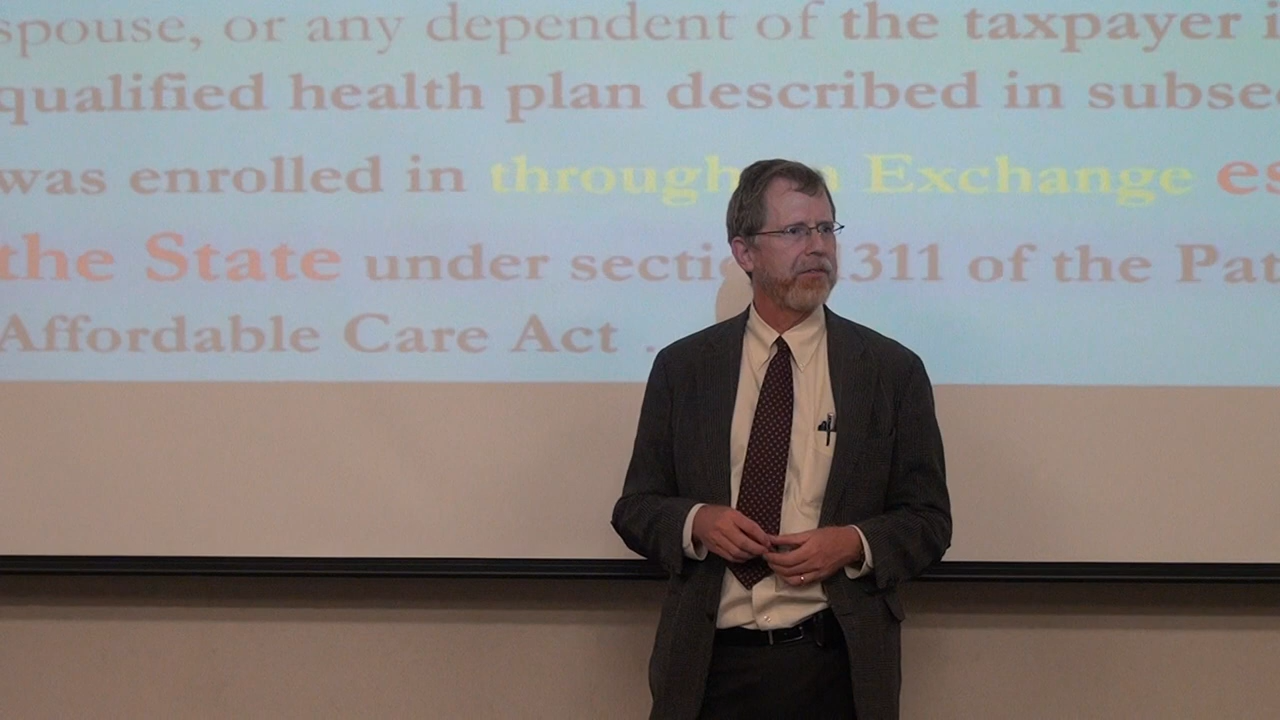 spouse, or any dependent of the taxpayer
qualified health plan described in
was enrolled in through Exchange
the State under 1311 of the
Affordable Care Act .